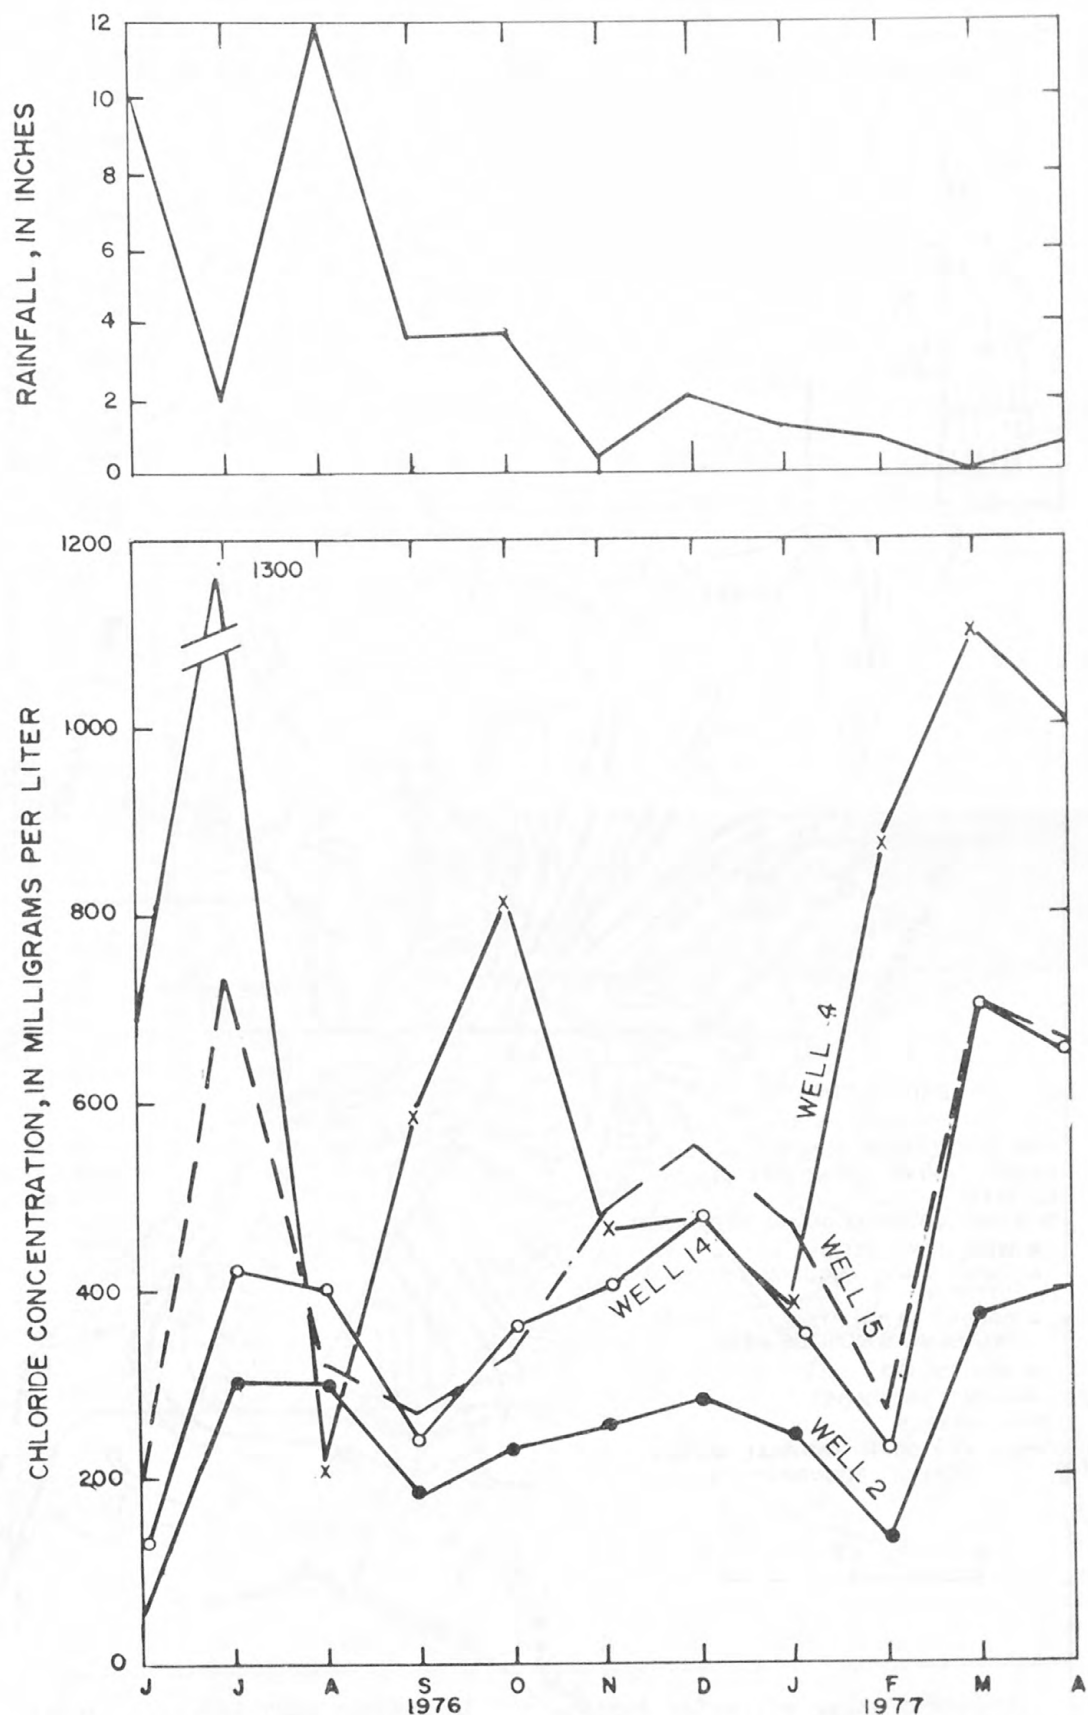 RAINFALL, IN INCHES
12
10
8
6
4
2
0
CHLORIDE CONCENTRATION, IN MILLIGRAMS PER LITER
1200
1000
800
600
400
200
0
1300
WELL 4
WELL 14
WELL 15
WELL 2
J J A S O N D J F M A
1976 1977